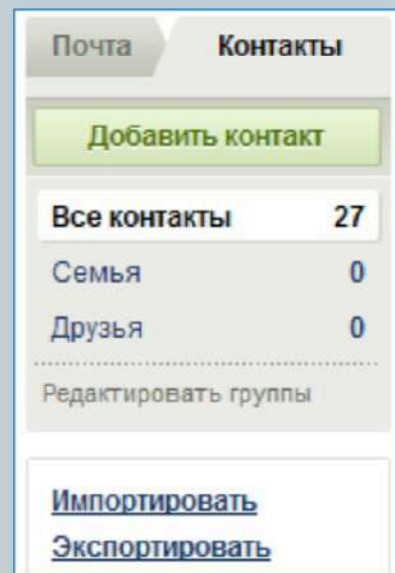 Почта Контакты
Добавить контакт
Все контакты 27
Семья 0
Друзья 0
Редактировать группы
Импортировать
Экспортировать